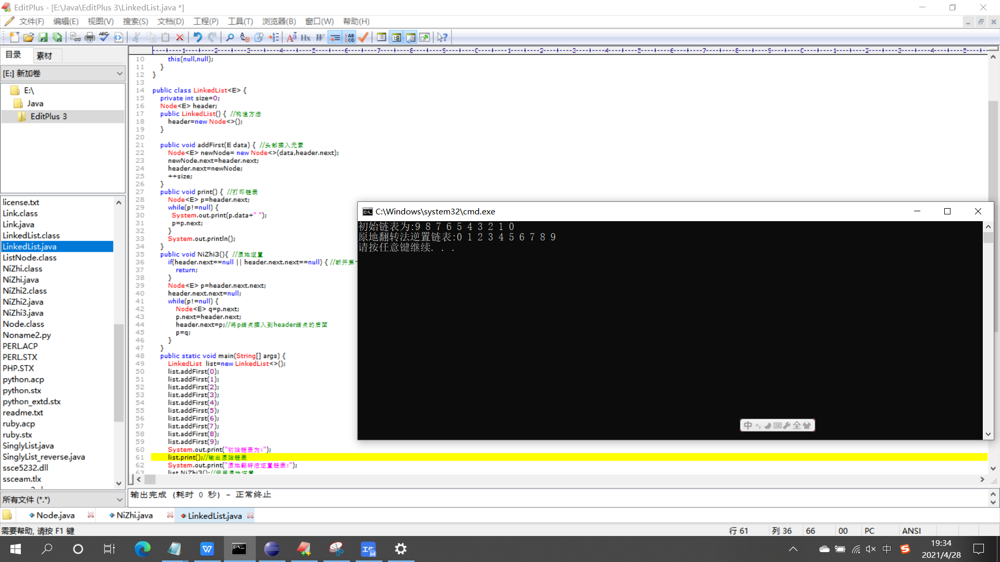 EditPlus - [E:\Java\EditPlus 3\LinkedList.java *]
文件(F) 编辑(E) 视图(V) 搜索(S) 文档(D) 工程(P) 工具(T) 浏览器(B) 窗口(W) 帮助(H)
目录 素材
[E:] 新加卷
E:\
Java
EditPlus 3
license.txt
Link.class
Link.java
LinkedList.class
LinkedList.java
ListNode.class
NiZhi.class
NiZhi.java
NiZhi2.class
NiZhi2.java
NiZhi3.java
Node.class
Noname2.py
PERL.ACP
PERL.STX
PHP.STX
python.acp
python.stx
python_extd.stx
readme.txt
ruby.acp
ruby.stx
SinglyList.java
SinglyList_reverse.java
ssce5232.dll
ssceam.tlx
所有文件 (*.*)
10 this(null,null);
11 }
12 }
13
14 public class LinkedList<E> {
15 private int size=0;
16 Node<E> header;
17 public LinkedList() { //构造方法
18 header=new Node<>();
19 }
20
21 public void addFirst(E data) { //头部插入元素
22 Node<E> newNode= new Node<>(data,header.next);
23 newNode.next=header.next;
24 header.next=newNode;
25 ++size;
26 }
27 public void print() { //打印链表
28 Node<E> p=header.next;
29 while(p!=null) {
30 System.out.print(p.data+" ");
31 p=p.next;
32 }
33 System.out.println();
34 }
35 public void NiZhi3(){ //原地逆置
36 if(header.next==null || header.next.next==null) { //断开第
37 return;
38 }
39 Node<E> p=header.next.next;
40 header.next.next=null;
41 while(p!=null) {
42 Node<E> q=p.next;
43 p.next=header.next;
44 header.next=p;//将p结点插入到header结点的后面
45 p=q;
46 }
47 }
48 public static void main(String[] args) {
49 LinkedList list=new LinkedList<>();
50 list.addFirst(0);
51 list.addFirst(1);
52 list.addFirst(2);
53 list.addFirst(3);
54 list.addFirst(4);
55 list.addFirst(5);
56 list.addFirst(6);
57 list.addFirst(7);
58 list.addFirst(8);
59 list.addFirst(9);
60 System.out.print("初始链表为:");
61 list.print();//输出原始链表
62 System.out.print("原地翻转法逆置链表:");
63 list.NiZhi3();//采用原地逆置
C:\Windows\system32\cmd.exe
初始链表为:9 8 7 6 5 4 3 2 1 0
原地翻转法逆置链表:0 1 2 3 4 5 6 7 8 9
请按任意键继续. . .
中 全
输出完成 (耗时 0 秒) - 正常终止
Node.java NiZhi.java LinkedList.java
需要帮助, 请按 F1 键 行 61 列 36 66 00 PC ANSI
中
19:34
2021/4/28